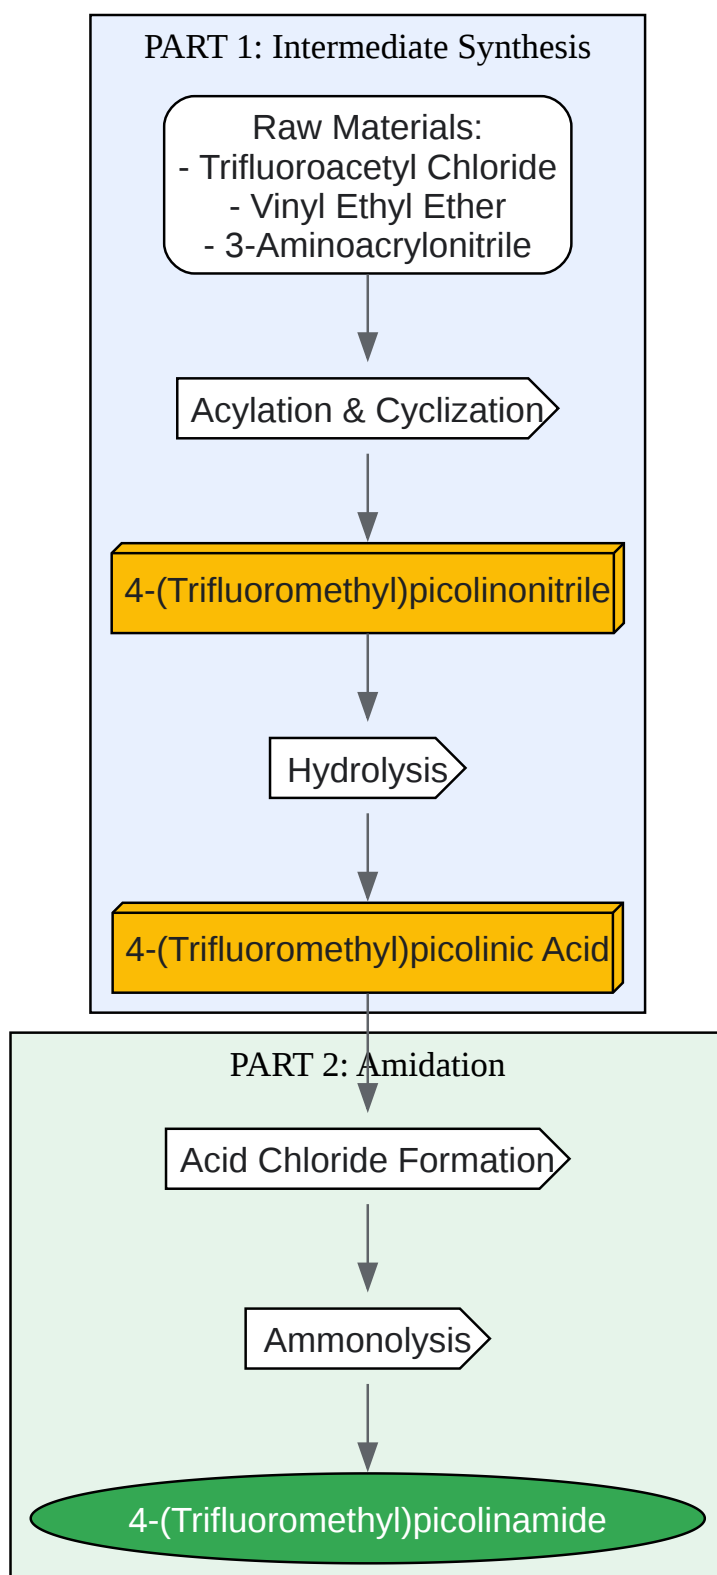 PART 1: Intermediate Synthesis
Raw Materials:
- Trifluoroacetyl Chloride
- Vinyl Ethyl Ether
- 3-Aminoacrylonitrile
Acylation & Cyclization
4-(Trifluoromethyl)picolinonitrile
Hydrolysis
4-(Trifluoromethyl)picolinic Acid
PART 2: Amidation
Acid Chloride Formation
Ammonolysis
4-(Trifluoromethyl)picolinamide